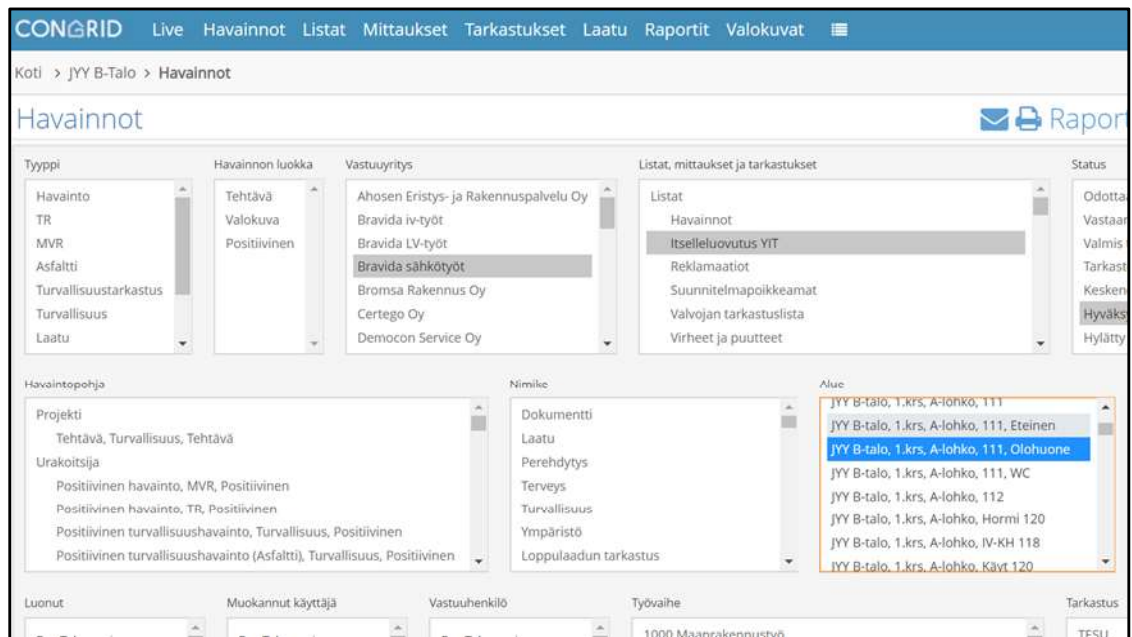 CONGRID Live Havainnot Listat Mittaukset Tarkastukset Laatu Raportit Valokuvat
Koti > JYY B-Talo > Havainnot
Havainnot
Raport
Tyyppi
Havainto
TR
MVR
Asfaltti
Turvallisuustarkastus
Turvallisuus
Laatu
Havainnon luokka
Tehtävä
Valokuva
Positiivinen
Vastuuyritys
Ahosen Eristys- ja Rakennuspalvelu Oy
Bravida iv-työt
Bravida LV-työt
Bravida sähkötyöt
Bromsa Rakennus Oy
Certego Oy
Democon Service Oy
Listat, mittaukset ja tarkastukset
Listat
Havainnot
Itselleluovutus YIT
Reklamaatiot
Suunnitelmapoikkeamat
Valvojan tarkastuslista
Virheet ja puutteet
Status
Odotta
Vastaan
Valmis
Tarkast
Kesken
Hyväks
Hylätty
Havaintopohja
Projekti
Tehtävä, Turvallisuus, Tehtävä
Urakoitsija
Positiivinen havainto, MVR, Positiivinen
Positiivinen havainto, TR, Positiivinen
Positiivinen turvallisuushavainto, Turvallisuus, Positiivinen
Positiivinen turvallisuushavainto (Asfaltti), Turvallisuus, Positiivinen
Nimike
Dokumentti
Laatu
Perehdytys
Terveys
Turvallisuus
Ympäristö
Loppulaadun tarkastus
Alue
JYY B-talo, 1.krs, A-lohko, 111
JYY B-talo, 1.krs, A-lohko, 111, Eteinen
JYY B-talo, 1.krs, A-lohko, 111, Olohuone
JYY B-talo, 1.krs, A-lohko, 111, WC
JYY B-talo, 1.krs, A-lohko, 112
JYY B-talo, 1.krs, A-lohko, Hormi 120
JYY B-talo, 1.krs, A-lohko, IV-KH 118
JYY B-talo, 1.krs, A-lohko, Käyt 120
Luonut
Muokannut käyttäjä
Vastuuhenkilö
Työvaihe
1000 Maanrakennustyö
Tarkastus
TESU